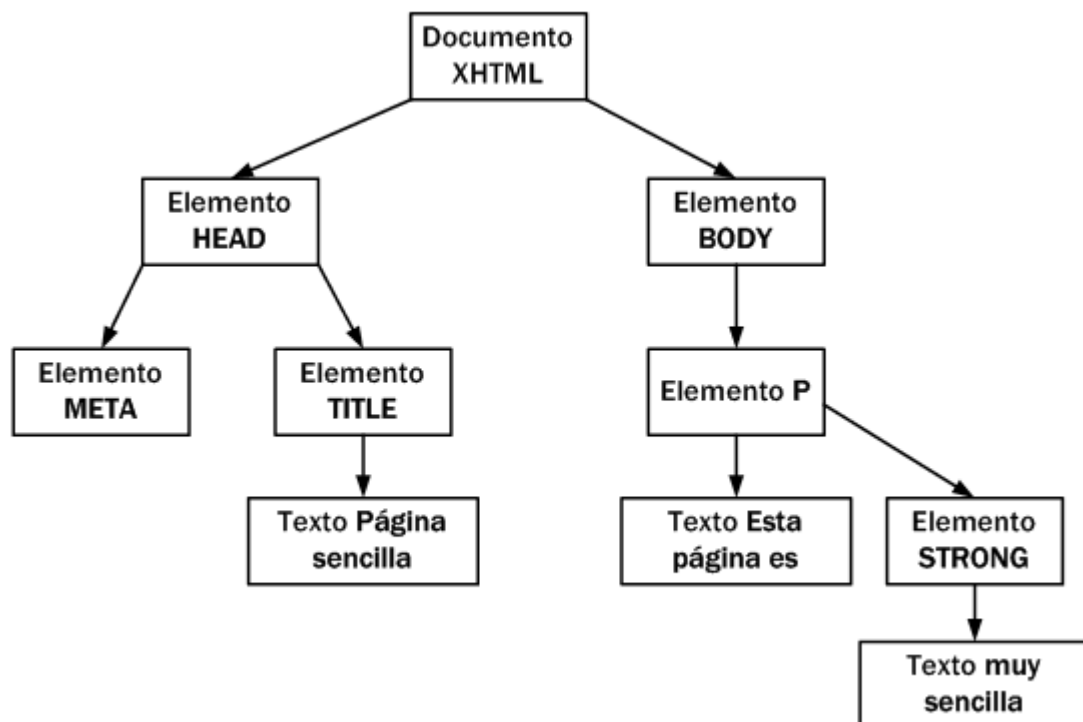 Documento
XHTML
Elemento
HEAD
Elemento
BODY
Elemento
META
Elemento
TITLE
Elemento P
Texto Página
sencilla
Texto Esta
página es
Elemento
STRONG
Texto muy
sencilla